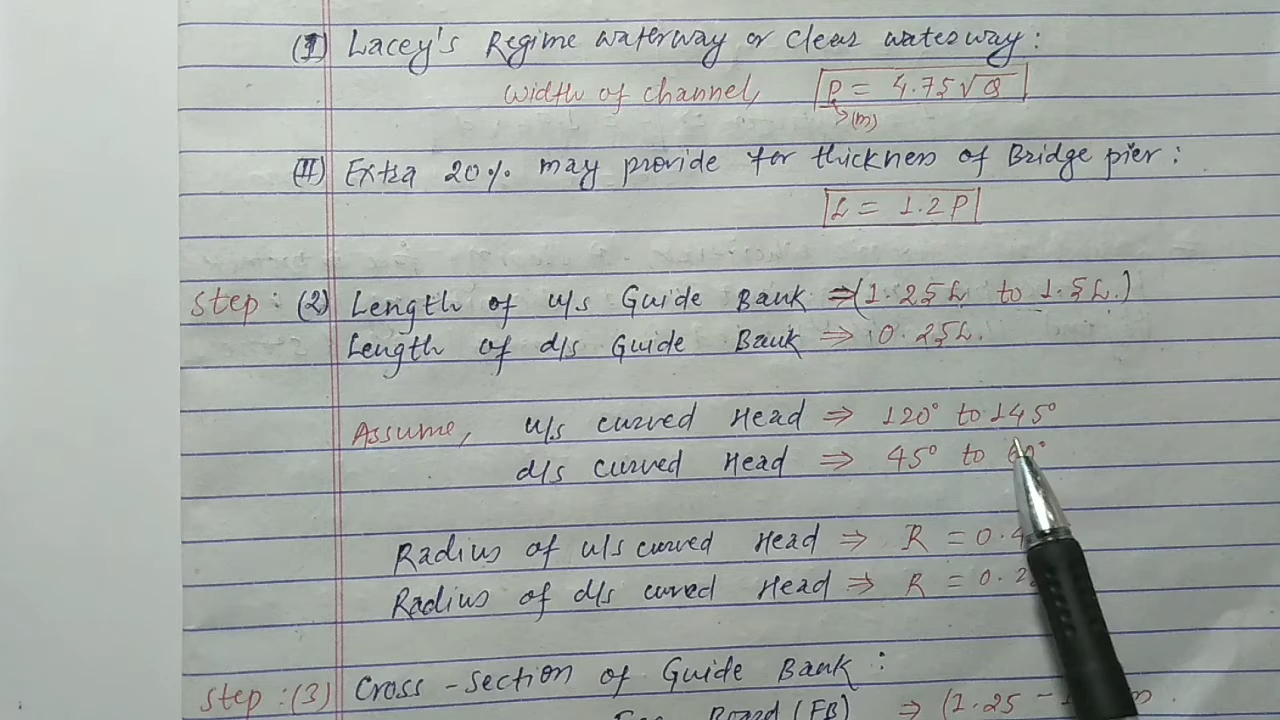 (I) Lacey's Regime waterway or clear waterway:
width of channel, P = 4.75√Q
(m)
(II) Extra 20% may provide for thickness of Bridge pier:
L = 1.2P
Step: (2) Length of u/s Guide Bank ⇒ (1.25L to 1.5L.)
Length of d/s Guide Bank ⇒ 0.25L.
Assume, u/s curved Head ⇒ 120° to 145°
d/s curved Head ⇒ 45° to
Radius of u/s curved Head ⇒ R = 0.4
Radius of d/s curved Head ⇒ R = 0.2
Step: (3) Cross-section of Guide Bank:
Board (FB) ⇒ (1.25 -